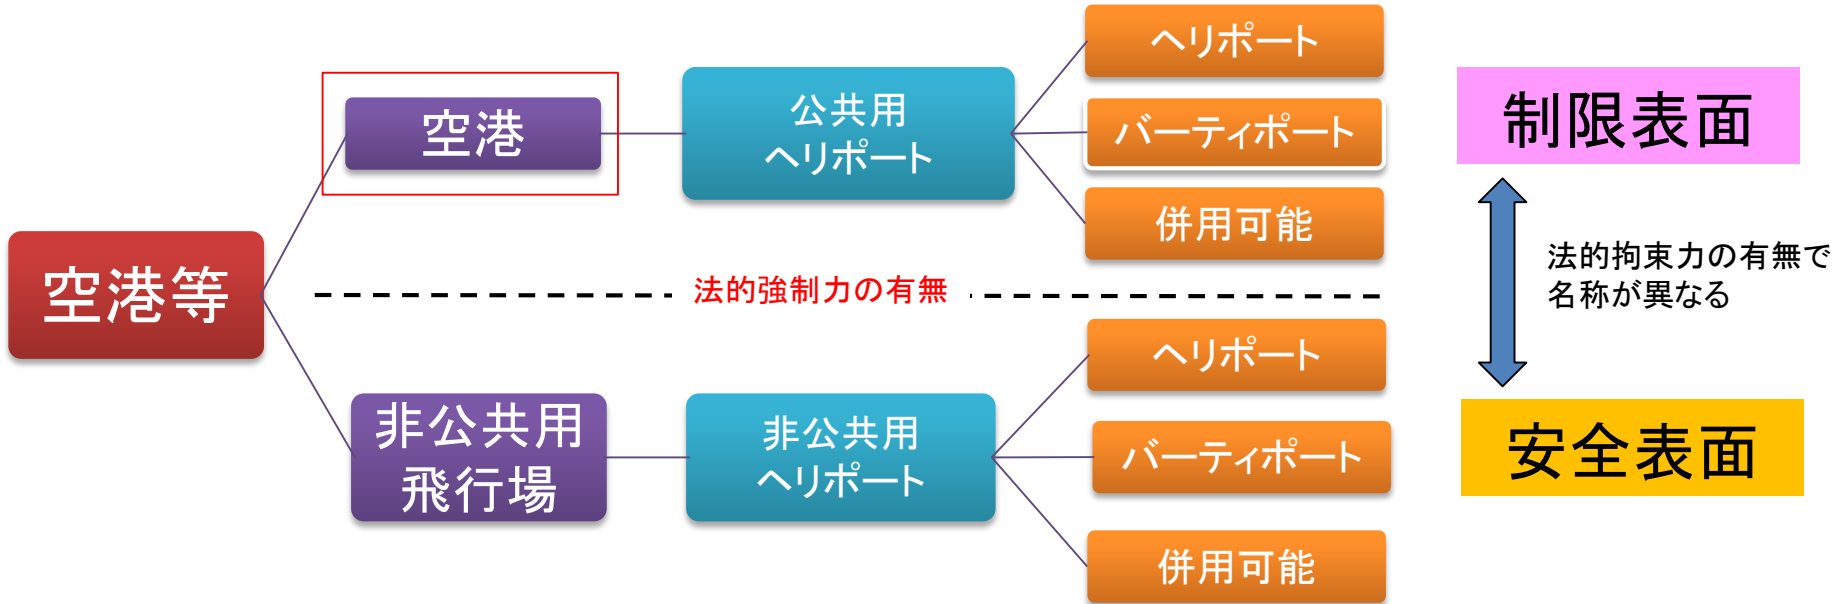 空港等
空港
公共用
ヘリポート
ヘリポート
バーティポート
併用可能
法的強制力の有無
非公共用
飛行場
非公共用
ヘリポート
ヘリポート
バーティポート
併用可能
制限表面
法的拘束力の有無で
名称が異なる
安全表面